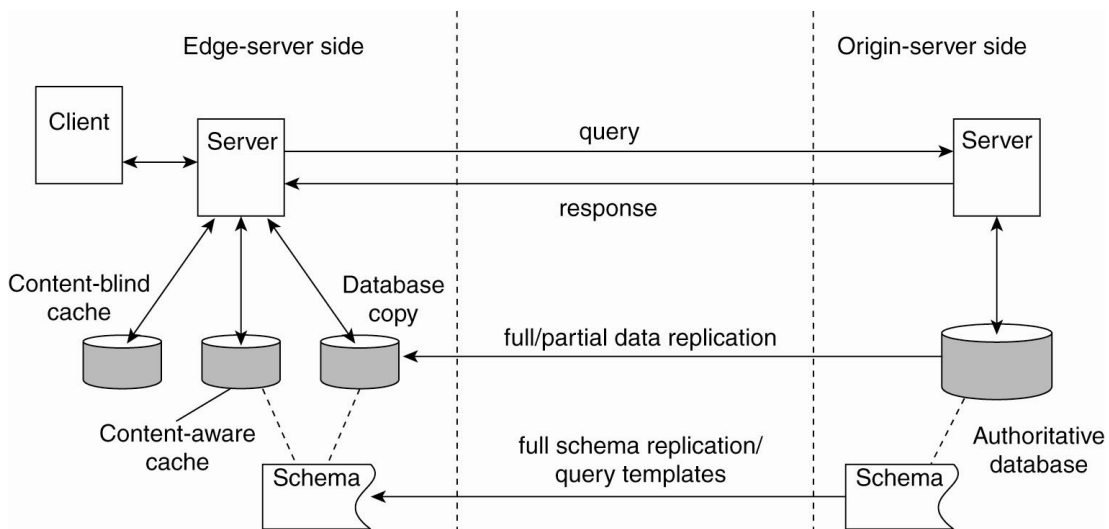 Edge-server side
Origin-server side
Client
Server
query
Server
response
Content-blind
cache
Database
copy
full/partial data replication
Content-aware
cache
full schema replication/
query templates
Authoritative
database
Schema
Schema